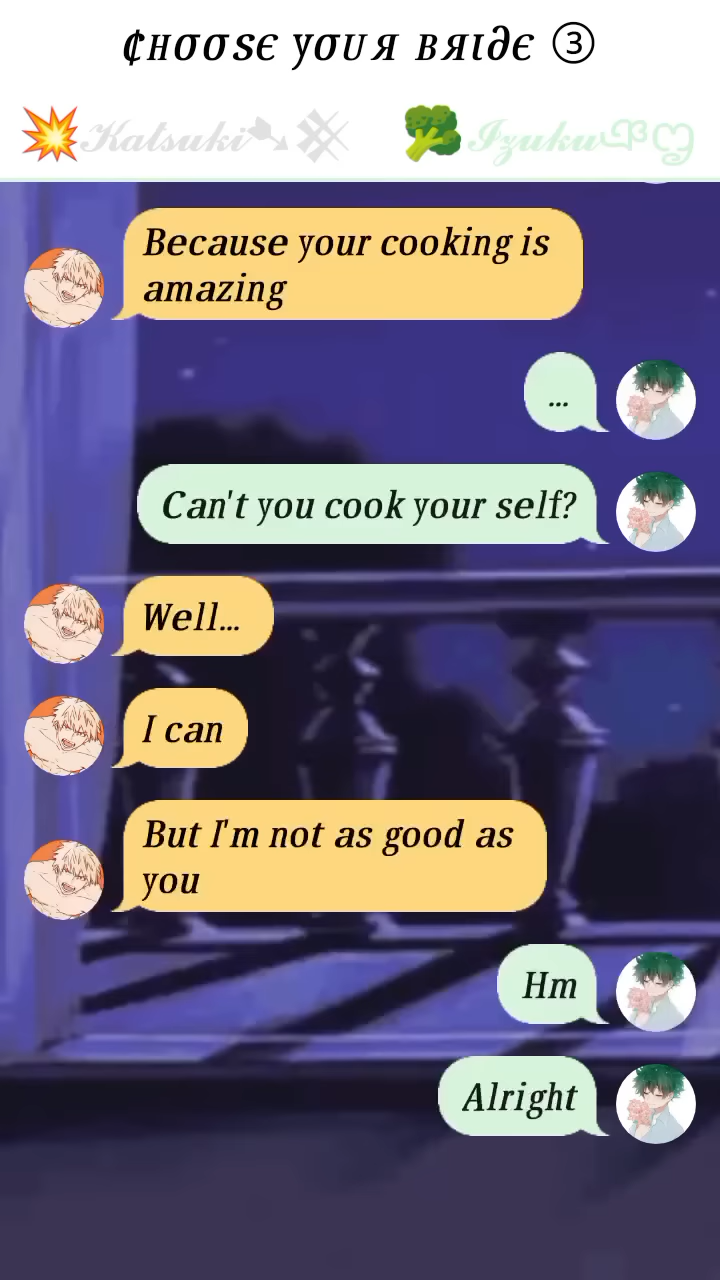 ₵нσσѕє уσυя вяι∂є ③
💥𝓚𝓪𝓽𝓼𝓾𝓴𝓲
🥦𝓘𝔃𝓾𝓴𝓾
Because your cooking is
amazing
...
Can't you cook your self?
Well...
I can
But I'm not as good as
you
Hm
Alright